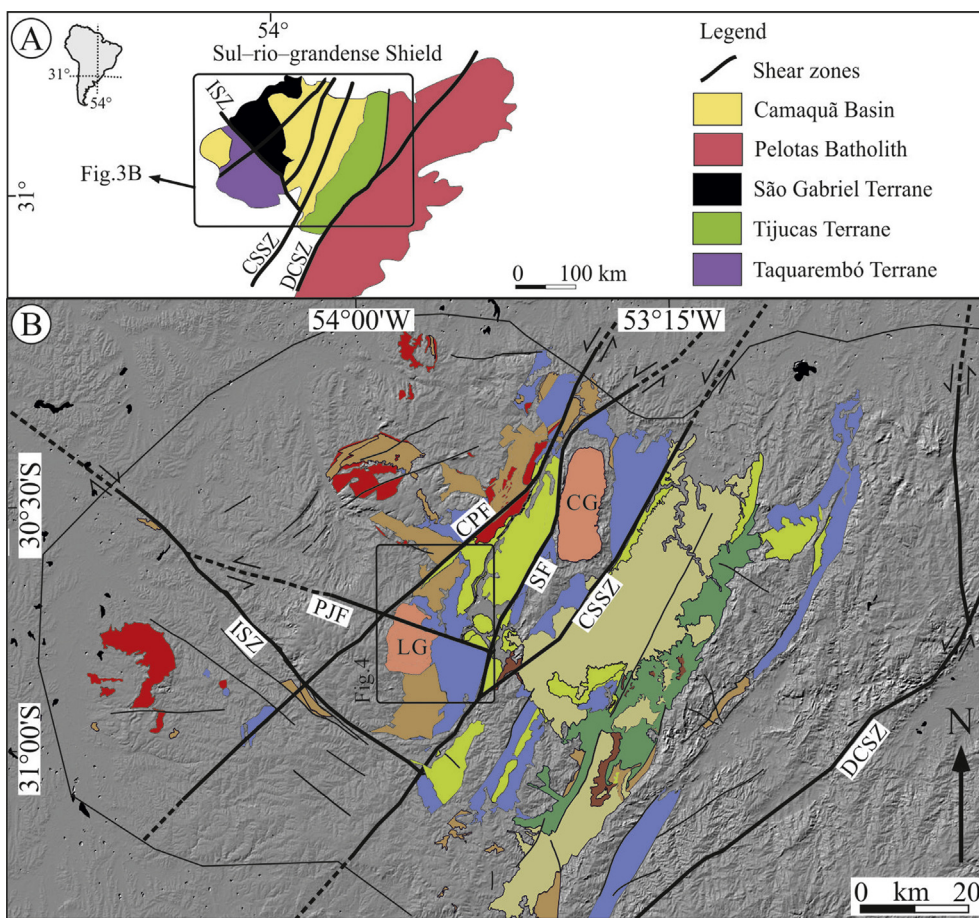 A
54°
Sul–rio–grandense Shield
31°
54°
ISZ
Fig.3B
31°
CSSZ
DCSZ
0 100 km
Legend
Shear zones
Camaquã Basin
Pelotas Batholith
São Gabriel Terrane
Tijucas Terrane
Taquarembó Terrane
B
54°00'W
53°15'W
30°30'S
31°00'S
CPF
CG
SF
CSSZ
PJF
ISZ
LG
Fig.4
DCSZ
N
0 km 20